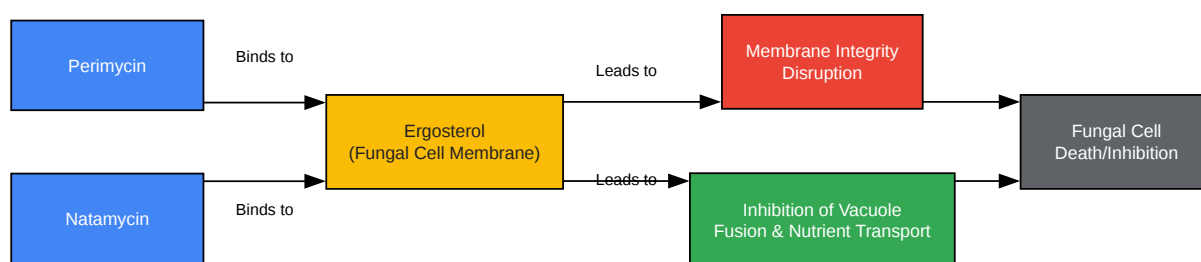 Perimycin
Binds to
Natamycin
Binds to
Ergosterol
(Fungal Cell Membrane)
Leads to
Leads to
Membrane Integrity
Disruption
Inhibition of Vacuole
Fusion & Nutrient Transport
Fungal Cell
Death/Inhibition